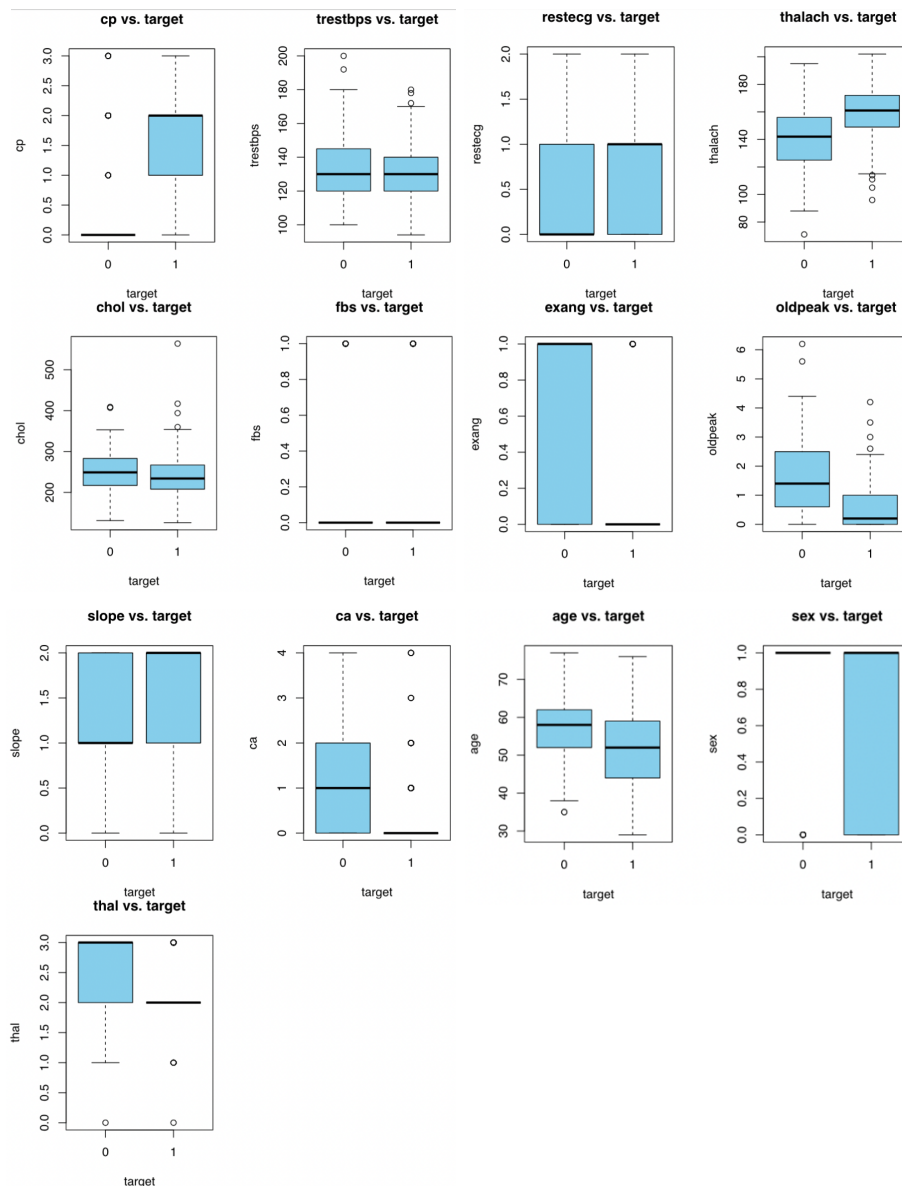 cp vs. target
cp
0.0 0.5 1.0 1.5 2.0 2.5 3.0
0 1
target
trestbps vs. target
trestbps
100 120 140 160 180 200
0 1
target
restecg vs. target
restecg
0.0 0.5 1.0 1.5 2.0
0 1
target
thalach vs. target
thalach
80 100 140 180
0 1
target
chol vs. target
chol
200 300 400 500
0 1
target
fbs vs. target
fbs
0.0 0.2 0.4 0.6 0.8 1.0
0 1
target
exang vs. target
exang
0.0 0.2 0.4 0.6 0.8 1.0
0 1
target
oldpeak vs. target
oldpeak
0 1 2 3 4 5 6
0 1
target
slope vs. target
slope
0.0 0.5 1.0 1.5 2.0
0 1
target
ca vs. target
ca
0 1 2 3 4
0 1
target
age vs. target
age
30 40 50 60 70
0 1
target
sex vs. target
sex
0.0 0.2 0.4 0.6 0.8 1.0
0 1
target
thal vs. target
thal
0.0 0.5 1.0 1.5 2.0 2.5 3.0
0 1
target